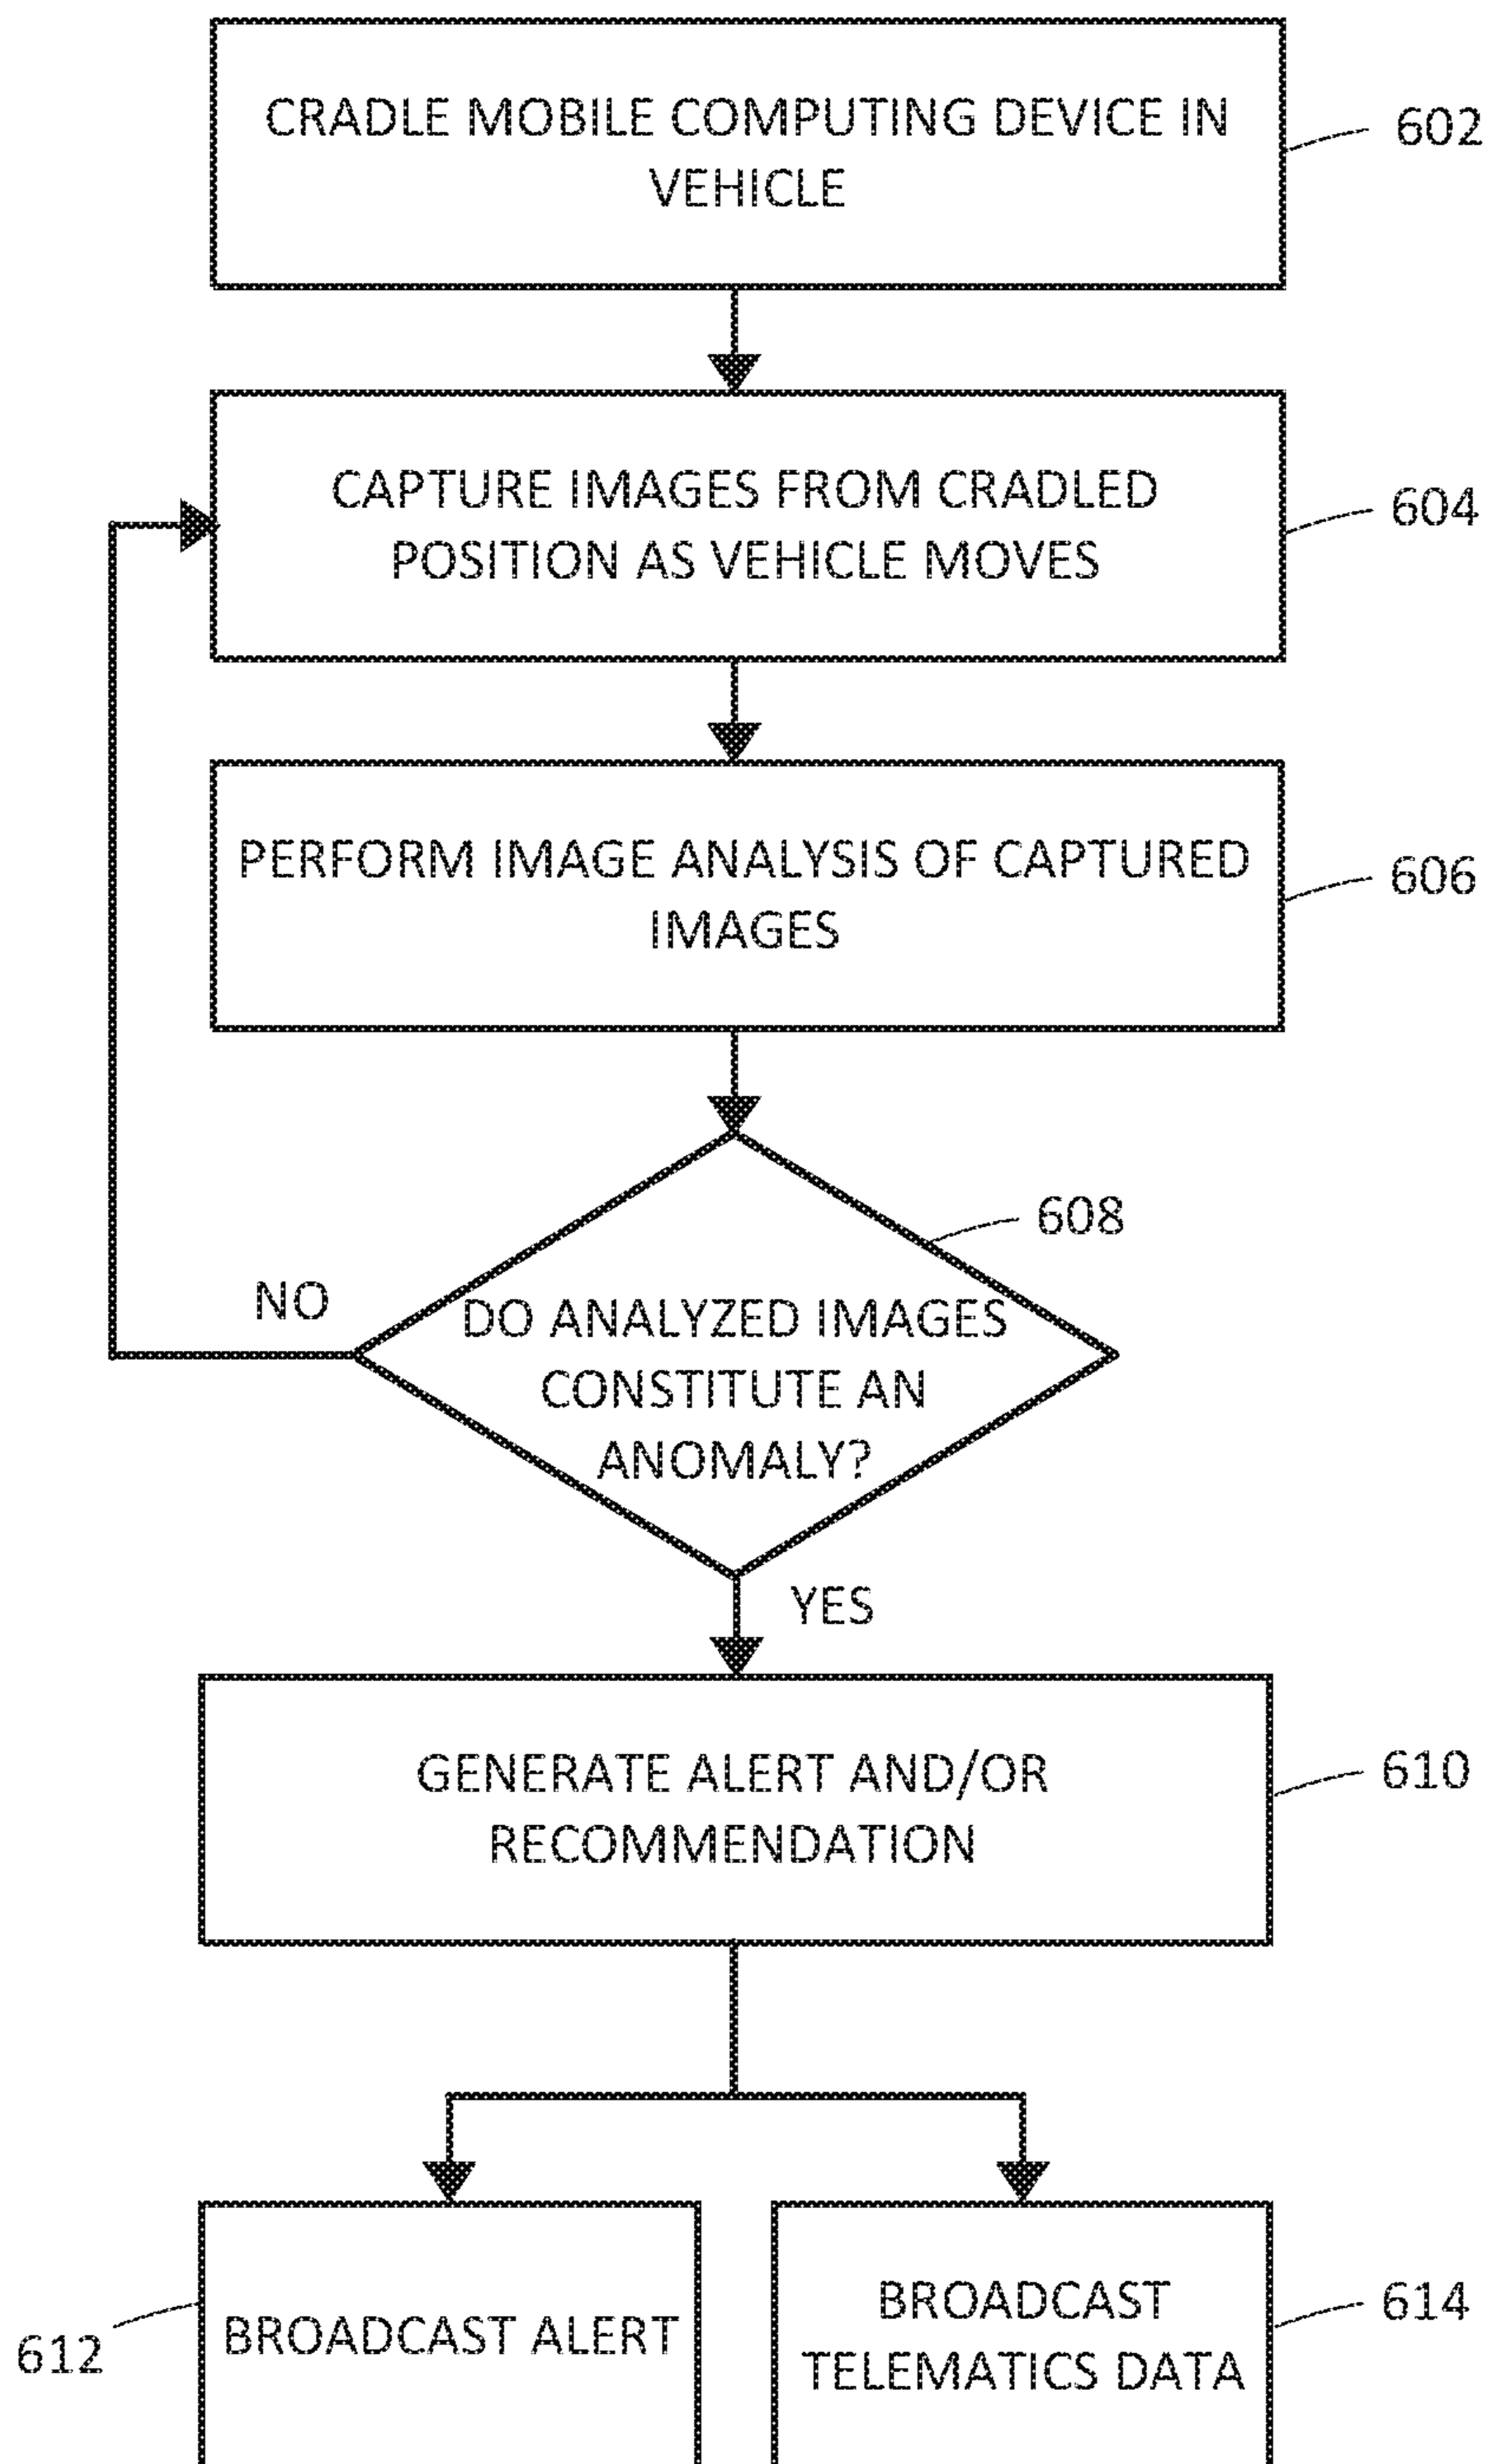 CRADLE MOBILE COMPUTING DEVICE IN
VEHICLE
602
CAPTURE IMAGES FROM CRADLED
POSITION AS VEHICLE MOVES
604
PERFORM IMAGE ANALYSIS OF CAPTURED
IMAGES
606
608
NO
DO ANALYZED IMAGES
CONSTITUTE AN
ANOMALY?
YES
GENERATE ALERT AND/OR
RECOMMENDATION
610
612
BROADCAST ALERT
BROADCAST
TELEMATICS DATA
614